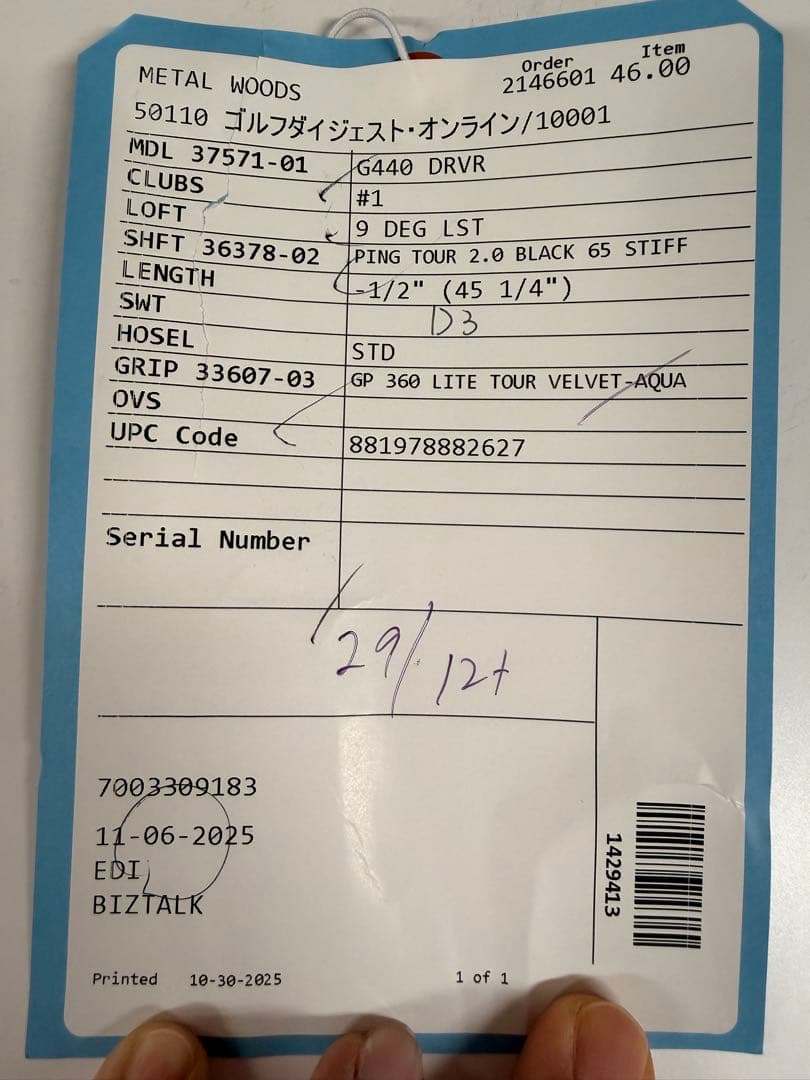 METAL WOODS
Order Item
2146601 46.00
50110 ゴルフダイジェスト・オンライン/10001
MDL 37571-01 G440 DRVR
CLUBS #1
LOFT 9 DEG LST
SHFT 36378-02 PING TOUR 2.0 BLACK 65 STIFF
LENGTH -1/2" (45 1/4")
SWT D3
HOSEL STD
GRIP 33607-03 GP 360 LITE TOUR VELVET-AQUA
OVS
UPC Code 881978882627
Serial Number
29/12+
7003309183
11-06-2025
EDI
BIZTALK
1429413
Printed 10-30-2025 1 of 1